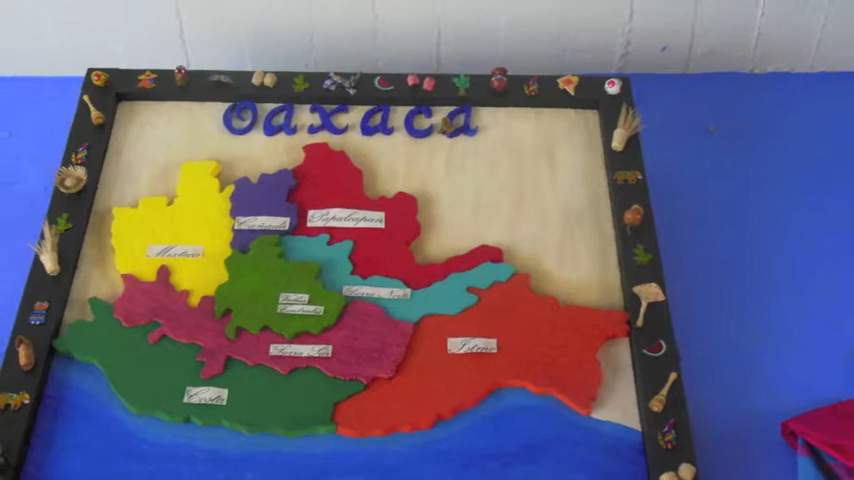 Oaxaca
Cañada
Papaloapan
Mixteca
Sierra Norte
Valles
Centrales
Istmo
Sierra Sur
Costa